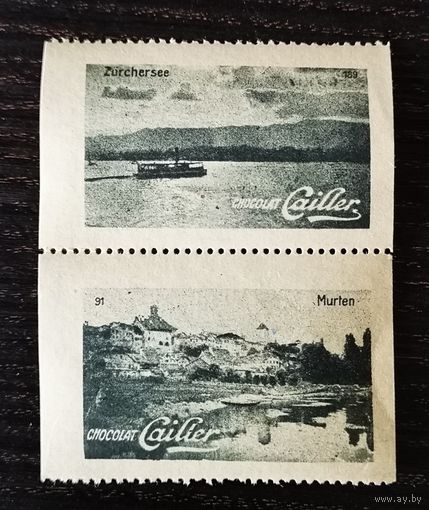 Zürchersee 189
CHOCOLAT Cailler
91 Murten
CHOCOLAT Cailler
www.ay.by